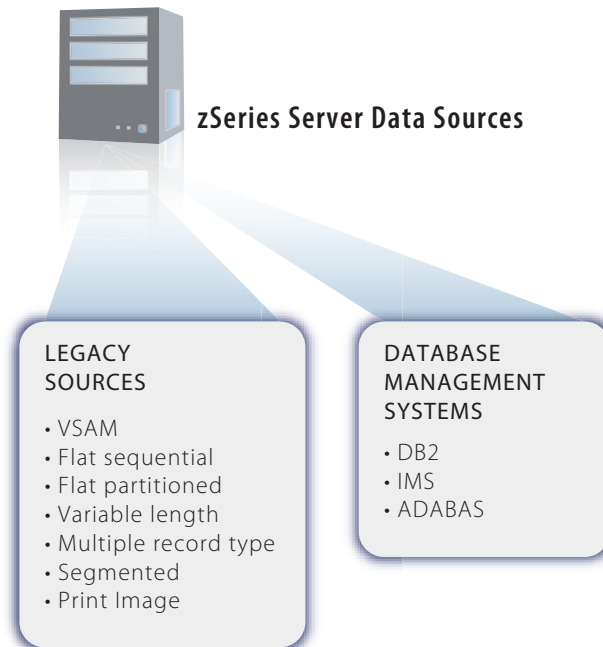 zSeries Server Data Sources
LEGACY
SOURCES
• VSAM
• Flat sequential
• Flat partitioned
• Variable length
• Multiple record type
• Segmented
• Print Image
DATABASE
MANAGEMENT
SYSTEMS
• DB2
• IMS
• ADABAS